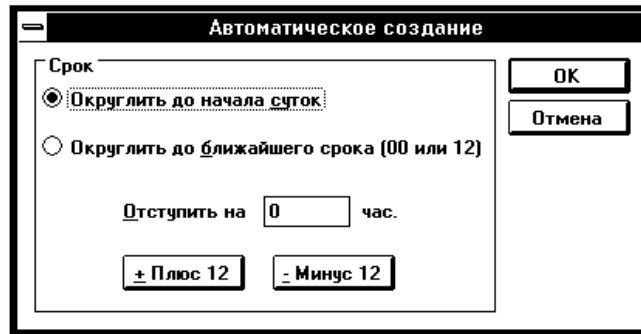 Автоматическое создание
Срок
Округлить до начала суток
Округлить до ближайшего срока (00 или 12)
Отступить на 0 час.
+ Плюс 12 - Минус 12
OK
Отмена